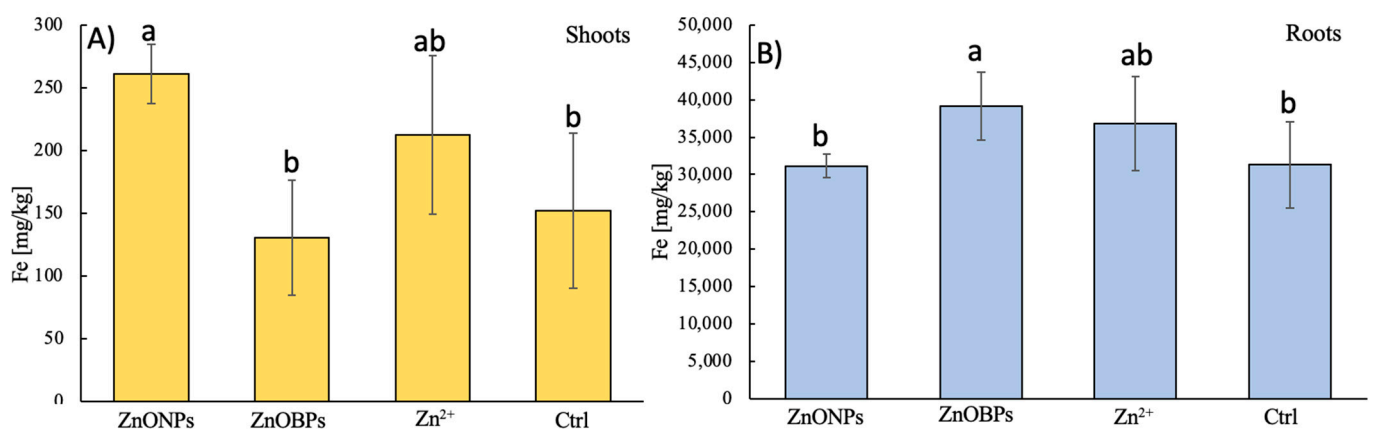 A)
Shoots
Fe [mg/kg]
300
250
200
150
100
50
0
a
b
ab
b
ZnONPs
ZnOBPs
Zn²⁺
Ctrl
B)
Roots
Fe [mg/kg]
50,000
45,000
40,000
35,000
30,000
25,000
20,000
15,000
10,000
5,000
0
b
a
ab
b
ZnONPs
ZnOBPs
Zn²⁺
Ctrl